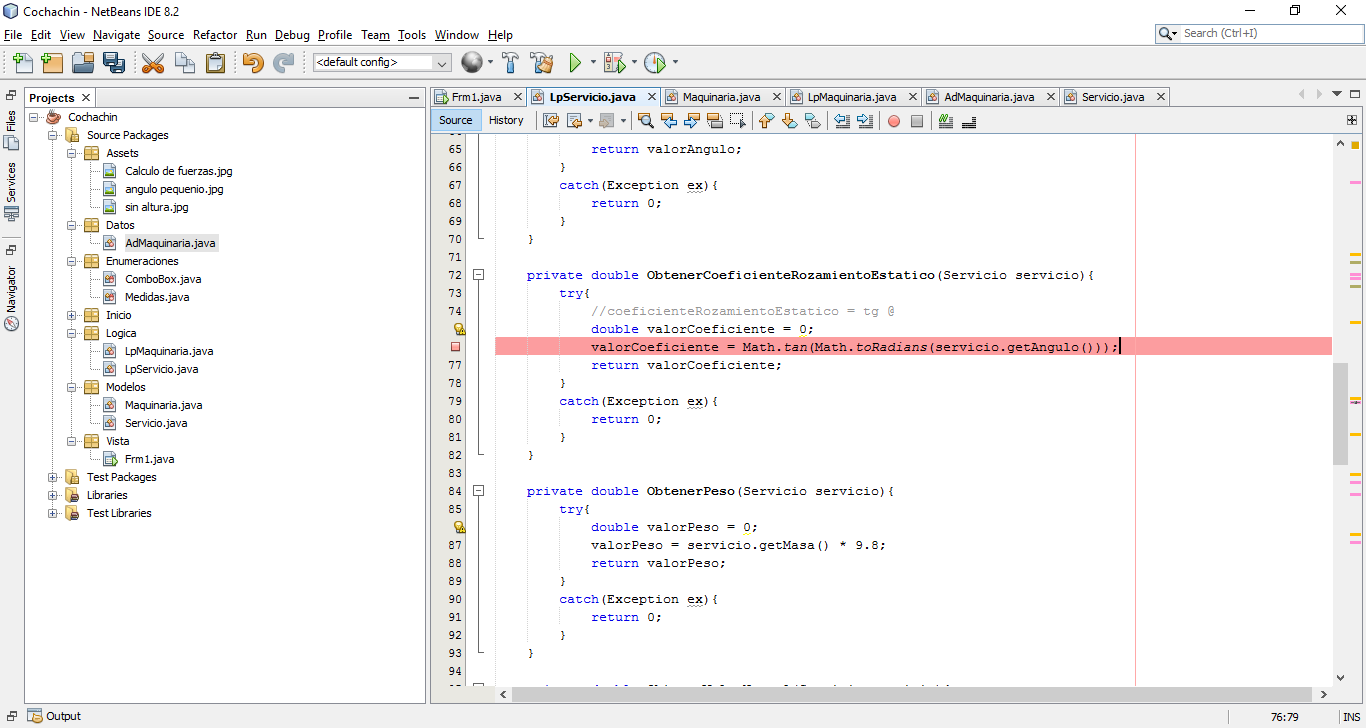 Cochachin - NetBeans IDE 8.2
File Edit View Navigate Source Refactor Run Debug Profile Team Tools Window Help
Search (Ctrl+I)
<default config>
Files
Services
Navigator
Projects
Cochachin
Source Packages
Assets
Calculo de fuerzas.jpg
angulo pequenio.jpg
sin altura.jpg
Datos
AdMaquinaria.java
Enumeraciones
ComboBox.java
Medidas.java
Inicio
Logica
LpMaquinaria.java
LpServicio.java
Modelos
Maquinaria.java
Servicio.java
Vista
Frm1.java
Test Packages
Libraries
Test Libraries
Frm1.java LpServicio.java Maquinaria.java LpMaquinaria.java AdMaquinaria.java Servicio.java
Source History
65 return valorAngulo;
66 }
67 catch(Exception ex){
68 return 0;
69 }
70 }
71
72 private double ObtenerCoeficienteRozamientoEstatico(Servicio servicio){
73 try{
74 //coeficienteRozamientoEstatico = tg @
double valorCoeficiente = 0;
valorCoeficiente = Math.tan(Math.toRadians(servicio.getAngulo()));
77 return valorCoeficiente;
78 }
79 catch(Exception ex){
80 return 0;
81 }
82 }
83
84 private double ObtenerPeso(Servicio servicio){
85 try{
double valorPeso = 0;
87 valorPeso = servicio.getMasa() * 9.8;
88 return valorPeso;
89 }
90 catch(Exception ex){
91 return 0;
92 }
93 }
94
Output
76:79 INS